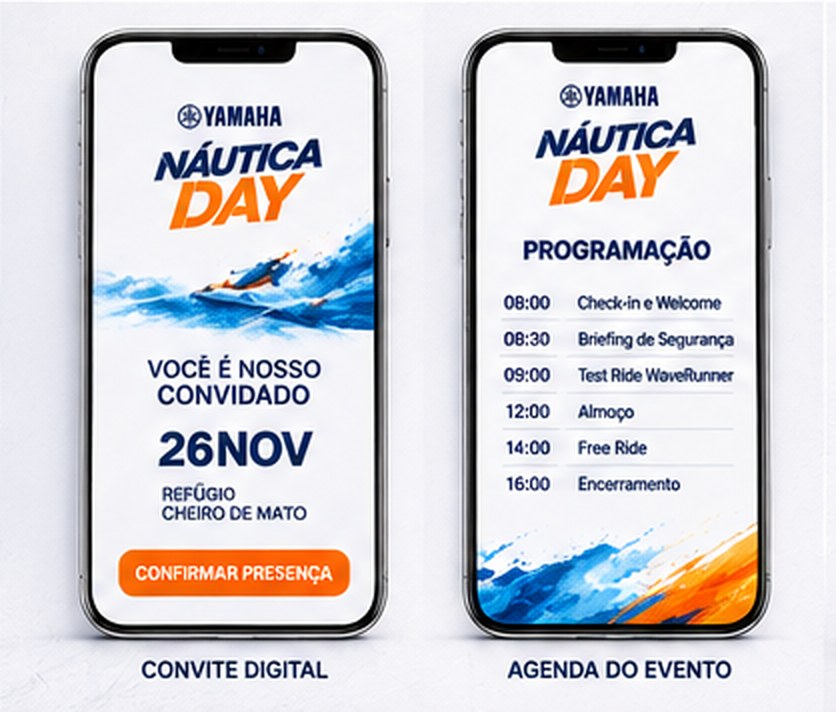 YAMAHA
NÁUTICA
DAY
VOCÊ É NOSSO
CONVIDADO
26NOV
REFŨGIO
CHEIRO DE MATO
CONFIRMAR PRESENÇA
CONVITE DIGITAL
YAMAHA
NÁUTICA
DAY
PROGRAMAÇÃO
08:00 Check-in e Welcome
08:30 Briefing de Segurança
09:00 Test Ride WaveRunner
12:00 Almoço
14:00 Free Ride
16:00 Encerramento
AGENDA DO EVENTO